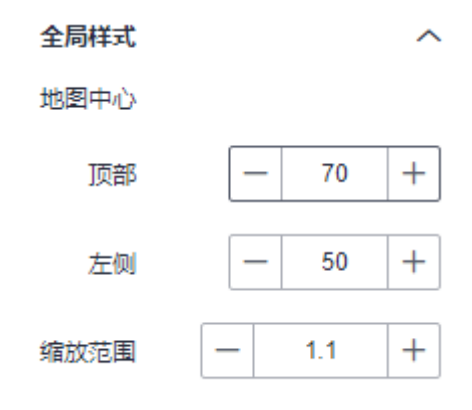 全局样式
地图中心
顶部 — 70 +
左侧 — 50 +
缩放范围 — 1.1 +